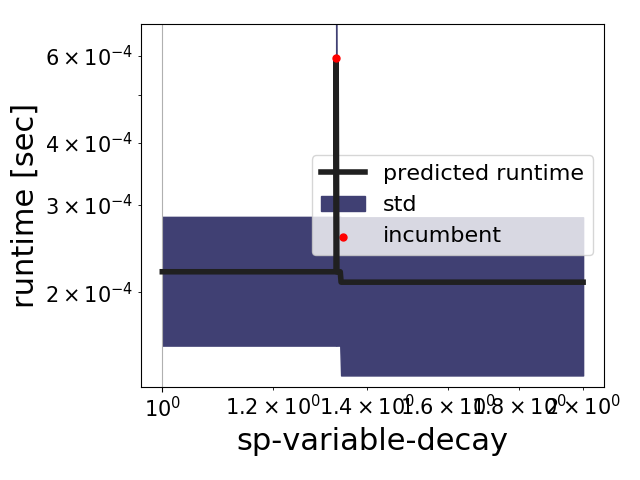 6 × 10⁻⁴
4 × 10⁻⁴
3 × 10⁻⁴
2 × 10⁻⁴
runtime [sec]
predicted runtime
std
incumbent
10⁰ 1.2 × 10⁰ 1.4 × 10⁰ 1.6 × 10⁰ 1.8 × 10⁰ 2 × 10⁰
sp-variable-decay